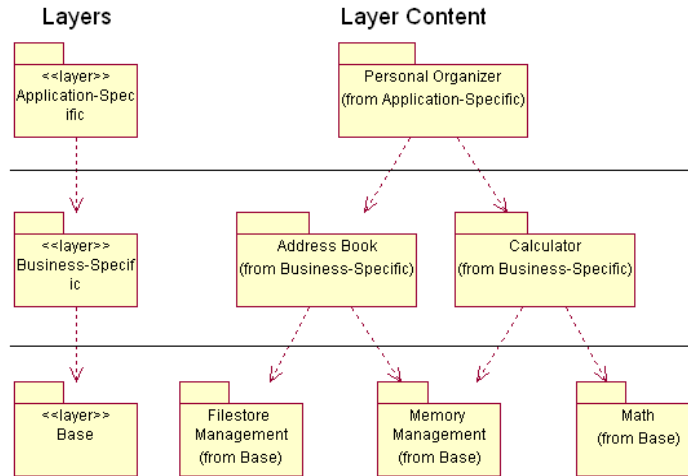 Layers
Layer Content
<<layer>>
Application-Spec
ific
Personal Organizer
(from Application-Specific)
<<layer>>
Business-Specif
ic
Address Book
(from Business-Specific)
Calculator
(from Business-Specific)
<<layer>>
Base
Filestore
Management
(from Base)
Memory
Management
(from Base)
Math
(from Base)